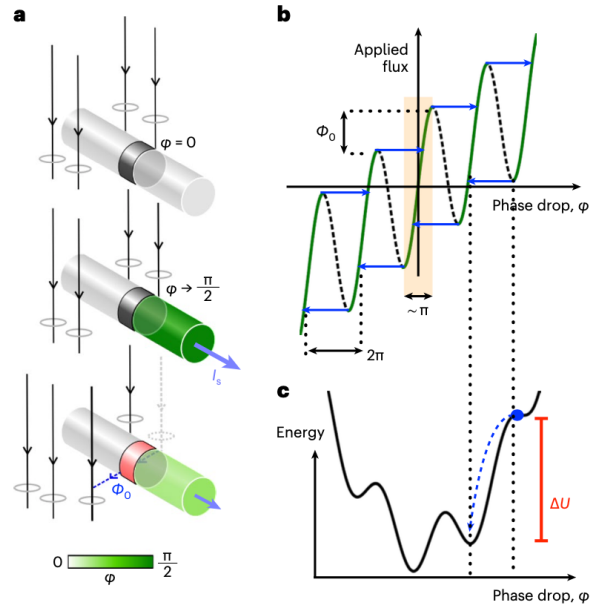 a
φ = 0
φ → π/2
I_s
Φ_0
0
π/2
φ
b
Applied
flux
Φ_0
Phase drop, φ
~π
2π
c
Energy
ΔU
Phase drop, φ